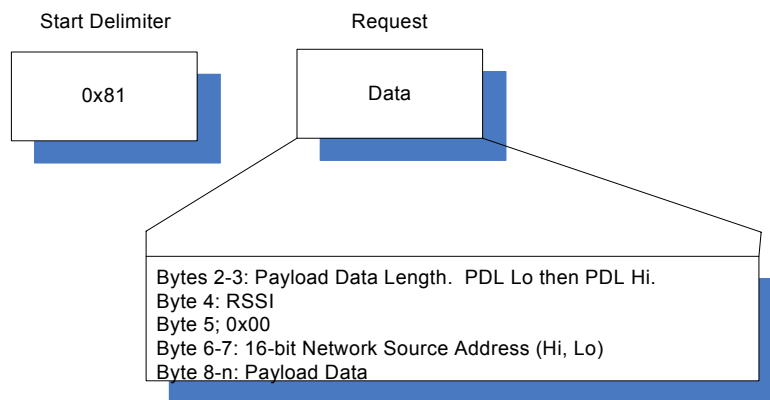 Start Delimiter
Request
0x81
Data
Bytes 2-3: Payload Data Length.  PDL Lo then PDL Hi.
Byte 4: RSSI
Byte 5; 0x00
Byte 6-7: 16-bit Network Source Address (Hi, Lo)
Byte 8-n: Payload Data